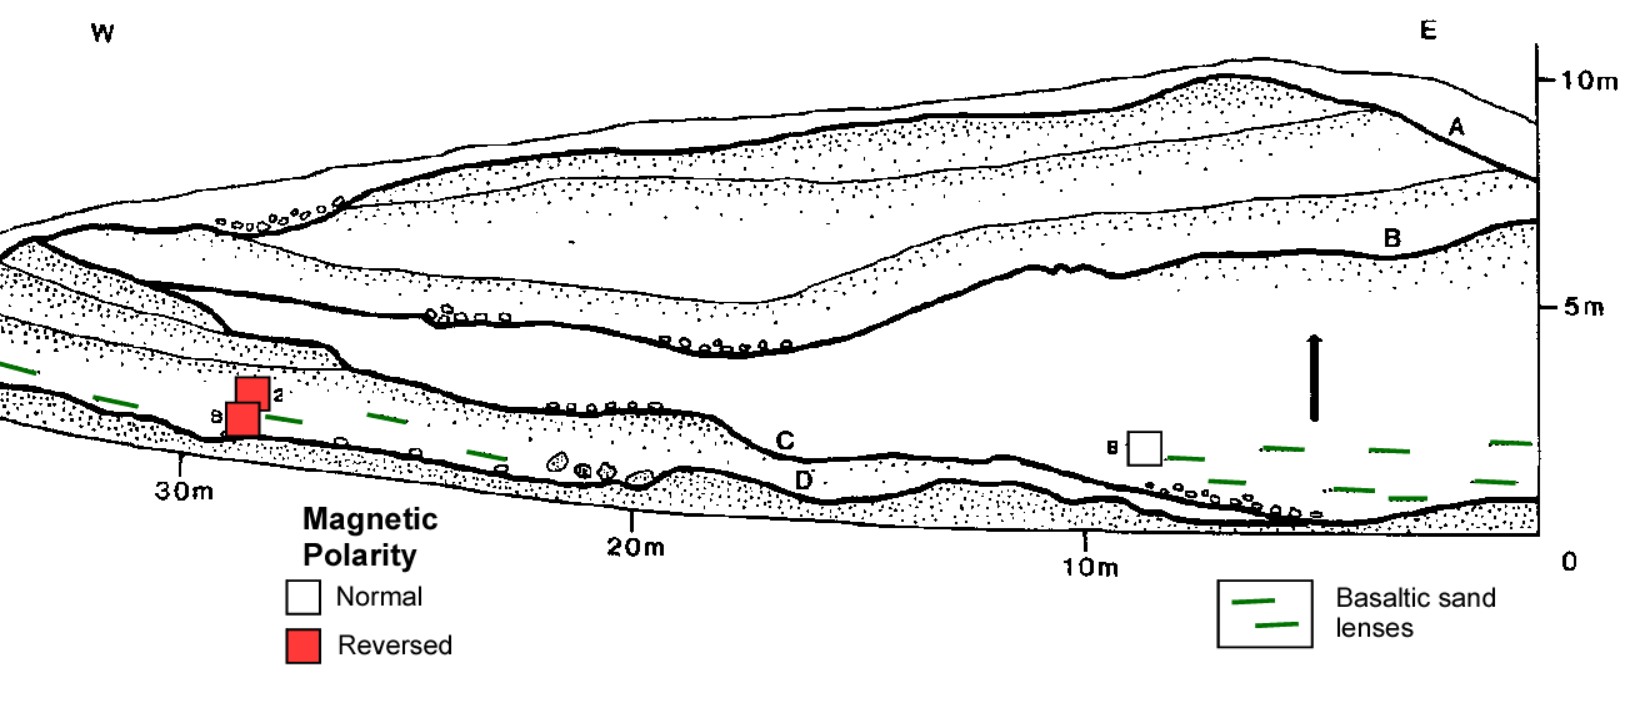 W
E
10m
A
B
5m
2
8
C
8
D
30m
20m
10m
0
Magnetic
Polarity
Normal
Reversed
Basaltic sand
lenses